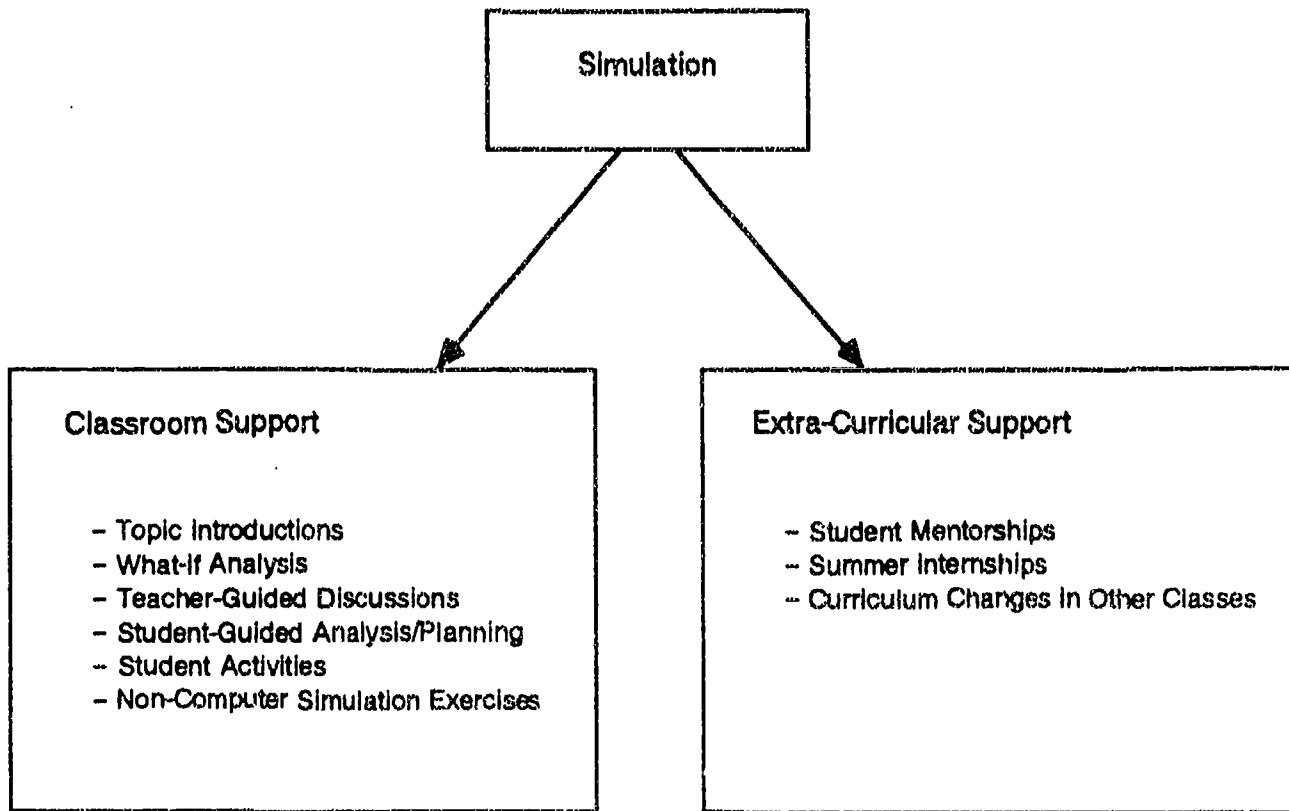 Simulation
Classroom Support
– Topic Introductions
– What-If Analysis
– Teacher-Guided Discussions
– Student-Guided Analysis/Planning
– Student Activities
– Non-Computer Simulation Exercises
Extra-Curricular Support
– Student Mentorships
– Summer Internships
– Curriculum Changes in Other Classes